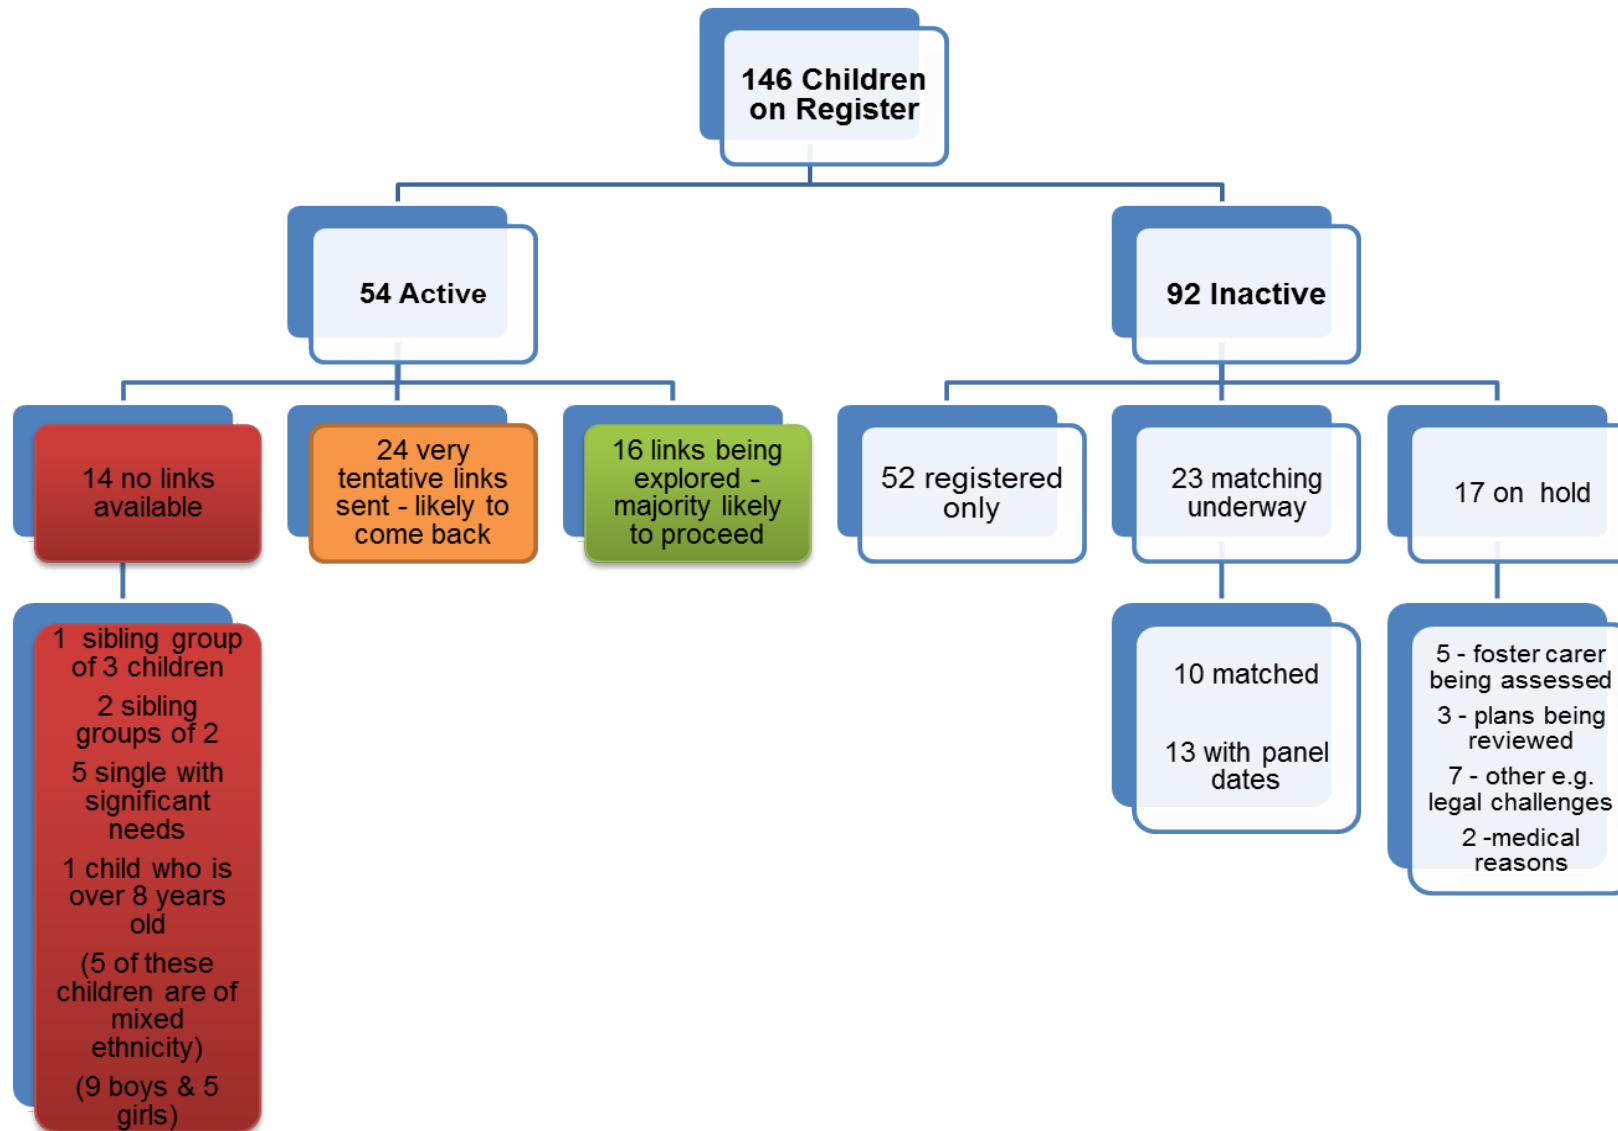 146 Children
on Register
54 Active
92 Inactive
14 no links
available
24 very
tentative links
sent - likely to
come back
16 links being
explored -
majority likely
to proceed
52 registered
only
23 matching
underway
17 on hold
1 sibling group
of 3 children
2 sibling
groups of 2
5 single with
significant
needs
1 child who is
over 8 years
old
(5 of these
children are of
mixed
ethnicity)
(9 boys & 5
girls)
10 matched
13 with panel
dates
5 - foster carer
being assessed
3 - plans being
reviewed
7 - other e.g.
legal challenges
2 -medical
reasons